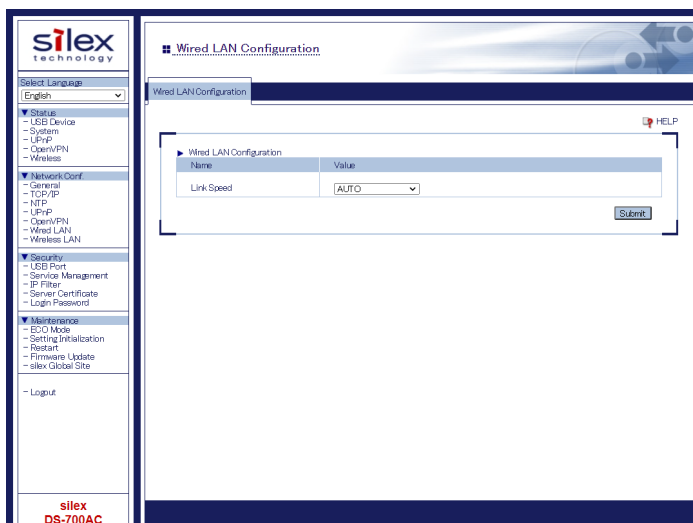 silex
technology
Select Language
English
▼ Status
- USB Device
- System
- UPnP
- OpenVPN
- Wireless
▼ Network Conf.
- General
- TCP/IP
- NTP
- UPnP
- OpenVPN
- Wired LAN
- Wireless LAN
▼ Security
- USB Port
- Service Management
- IP Filter
- Server Certificate
- Login Password
▼ Maintenance
- ECO Mode
- Setting Initialization
- Restart
- Firmware Update
- silex Global Site
- Logout
silex
DS-700AC
Wired LAN Configuration
Wired LAN Configuration
HELP
Wired LAN Configuration
Name Value
Link Speed AUTO
Submit